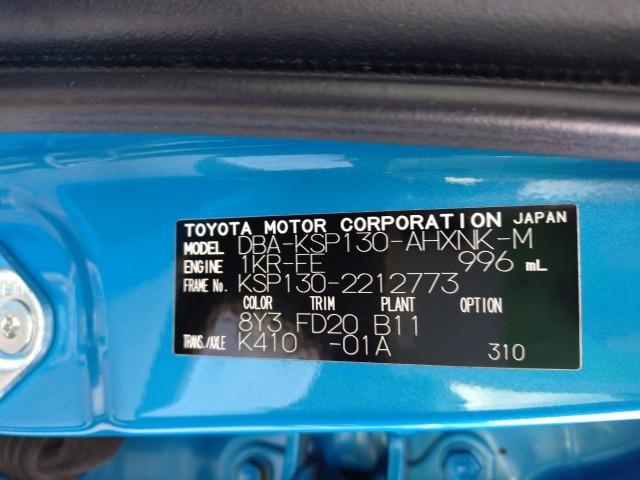 TOYOTA MOTOR CORPORATION JAPAN
MODEL DBA-KSP130-AHXNK-M
ENGINE 1KR-FE 996 mL
FRAME No. KSP130-2212773
COLOR TRIM PLANT OPTION
8Y3 FD20 B11
TRANS./AXLE K410 -01A 310